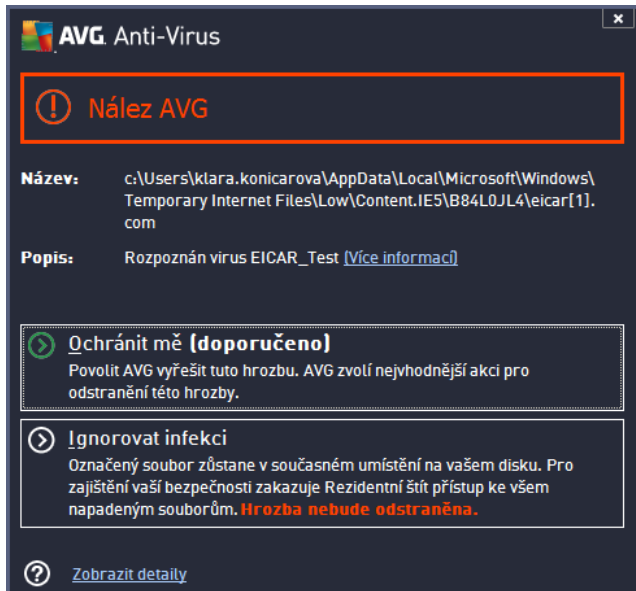 AVG. Anti-Virus
Nález AVG
Název: c:\Users\klara.konicarova\AppData\Local\Microsoft\Windows\
Temporary Internet Files\Low\Content.IE5\B84L0JL4\eicar[1].
com
Popis: Rozpoznán virus EICAR_Test (Více informací)
Ochránit mě (doporučeno)
Povolit AVG vyřešit tuto hrozbu. AVG zvolí nejvhodnější akci pro
odstranění této hrozby.
Ignorovat infekci
Označený soubor zůstane v současném umístění na vašem disku. Pro
zajištění vaší bezpečnosti zakazuje Rezidentní štít přístup ke všem
napadeným souborům. Hrozba nebude odstraněna.
Zobrazit detaily